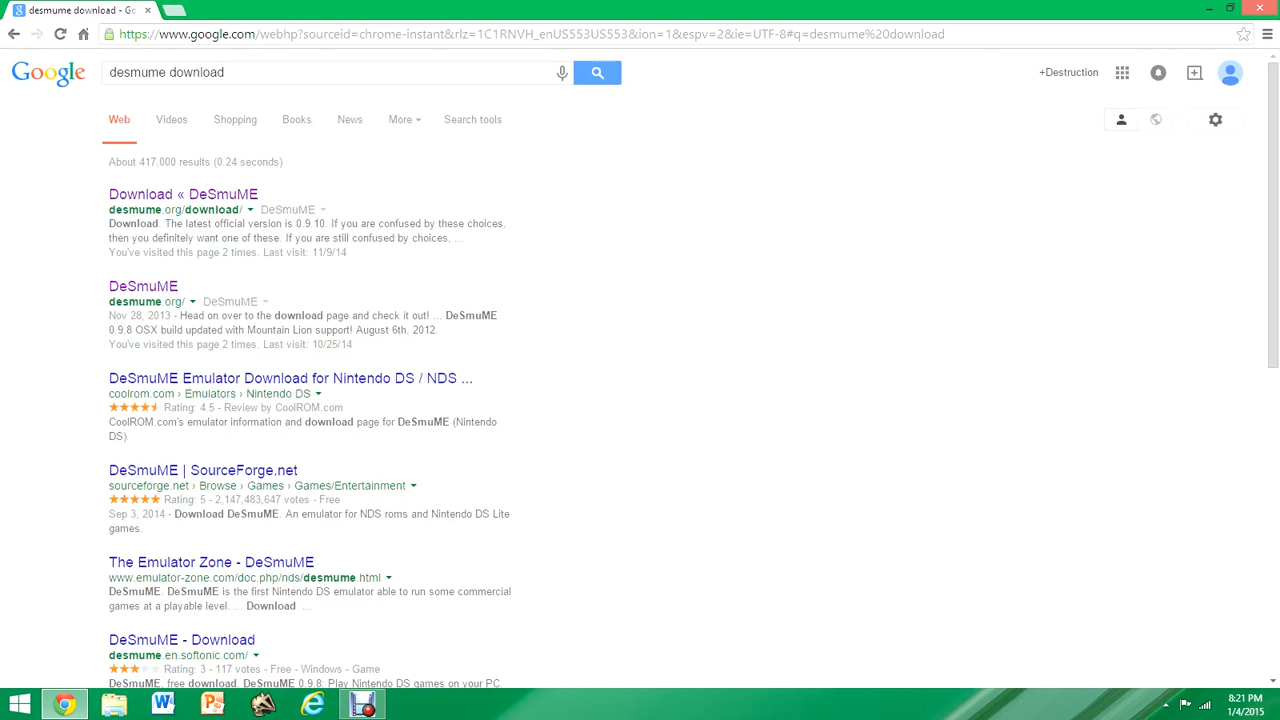 desmume download - Go
https://www.google.com/webhp?sourceid=chrome-instant&rlz=1C1RNVH_enUS553US553&ion=1&espv=2&ie=UTF-8#q=desmume%20download
Google
desmume download
+Destruction
Web Videos Shopping Books News More Search tools
About 417,000 results (0.24 seconds)
Download « DeSmuME
desmume.org/download/ DeSmuME
Download. The latest official version is 0.9.10. If you are confused by these choices,
then you definitely want one of these. If you are still confused by choices, ...
You've visited this page 2 times. Last visit: 11/9/14
DeSmuME
desmume.org/ DeSmuME
Nov 28, 2013 - Head on over to the download page and check it out! ... DeSmuME
0.9.8 OSX build updated with Mountain Lion support! August 6th, 2012.
You've visited this page 2 times. Last visit: 10/25/14
DeSmuME Emulator Download for Nintendo DS / NDS ...
coolrom.com › Emulators › Nintendo DS
Rating: 4.5 - Review by CoolROM.com
CoolROM.com's emulator information and download page for DeSmuME (Nintendo
DS).
DeSmuME | SourceForge.net
sourceforge.net › Browse › Games › Games/Entertainment
Rating: 5 - 2,147,483,647 votes - Free
Sep 3, 2014 - Download DeSmuME. An emulator for NDS roms and Nintendo DS Lite
games.
The Emulator Zone - DeSmuME
www.emulator-zone.com/doc.php/nds/desmume.html
DeSmuME. DeSmuME is the first Nintendo DS emulator able to run some commercial
games at a playable level. ... Download ...
DeSmuME - Download
desmume.en.softonic.com/
Rating: 3 - 117 votes - Free - Windows - Game
DeSmuME, free download. DeSmuME 0.9.8: Play Nintendo DS games on your PC.
8:21 PM
1/4/2015